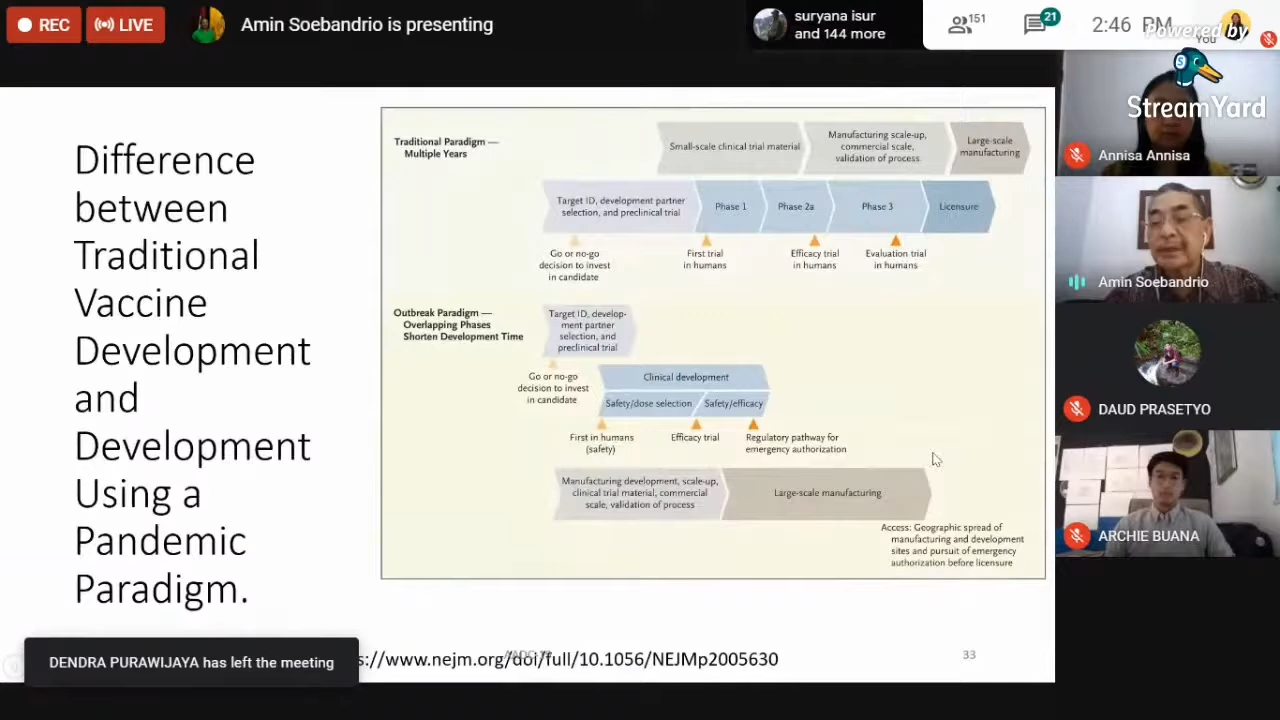 REC
LIVE
Amin Soebandrio is presenting
suryana isur
and 144 more
151
21
2:46 PM
You
Powered by
StreamYard
Annisa Annisa
Amin Soebandrio
DAUD PRASETYO
ARCHIE BUANA
Difference
between
Traditional
Vaccine
Development
and
Development
Using a
Pandemic
Paradigm.
Traditional Paradigm —
Multiple Years
Small-scale clinical trial material
Manufacturing scale-up,
commercial scale,
validation of process
Large-scale
manufacturing
Target ID, development partner
selection, and preclinical trial
Phase 1
Phase 2a
Phase 3
Licensure
Go or no-go
decision to invest
in candidate
First trial
in humans
Efficacy trial
in humans
Evaluation trial
in humans
Outbreak Paradigm —
Overlapping Phases
Shorten Development Time
Target ID, develop-
ment partner
selection, and
preclinical trial
Go or no-go
decision to invest
in candidate
Clinical development
Safety/dose selection
Safety/efficacy
First in humans
(safety)
Efficacy trial
Regulatory pathway for
emergency authorization
Manufacturing development, scale-up,
clinical trial material, commercial
scale, validation of process
Large-scale manufacturing
Access: Geographic spread of
manufacturing and development
sites and pursuit of emergency
authorization before licensure
s://www.nejm.org/doi/full/10.1056/NEJMp2005630
33
DENDRA PURAWIJAYA has left the meeting